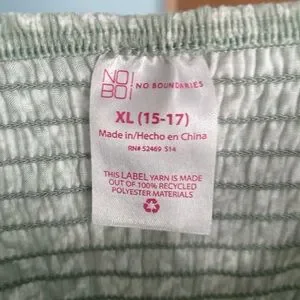 NO!
BO! NO BOUNDARIES
XL (15-17)
Made in/Hecho en China
RN# 52469 S14
THIS LABEL YARN IS MADE
OUT OF 100% RECYCLED
POLYESTER MATERIALS